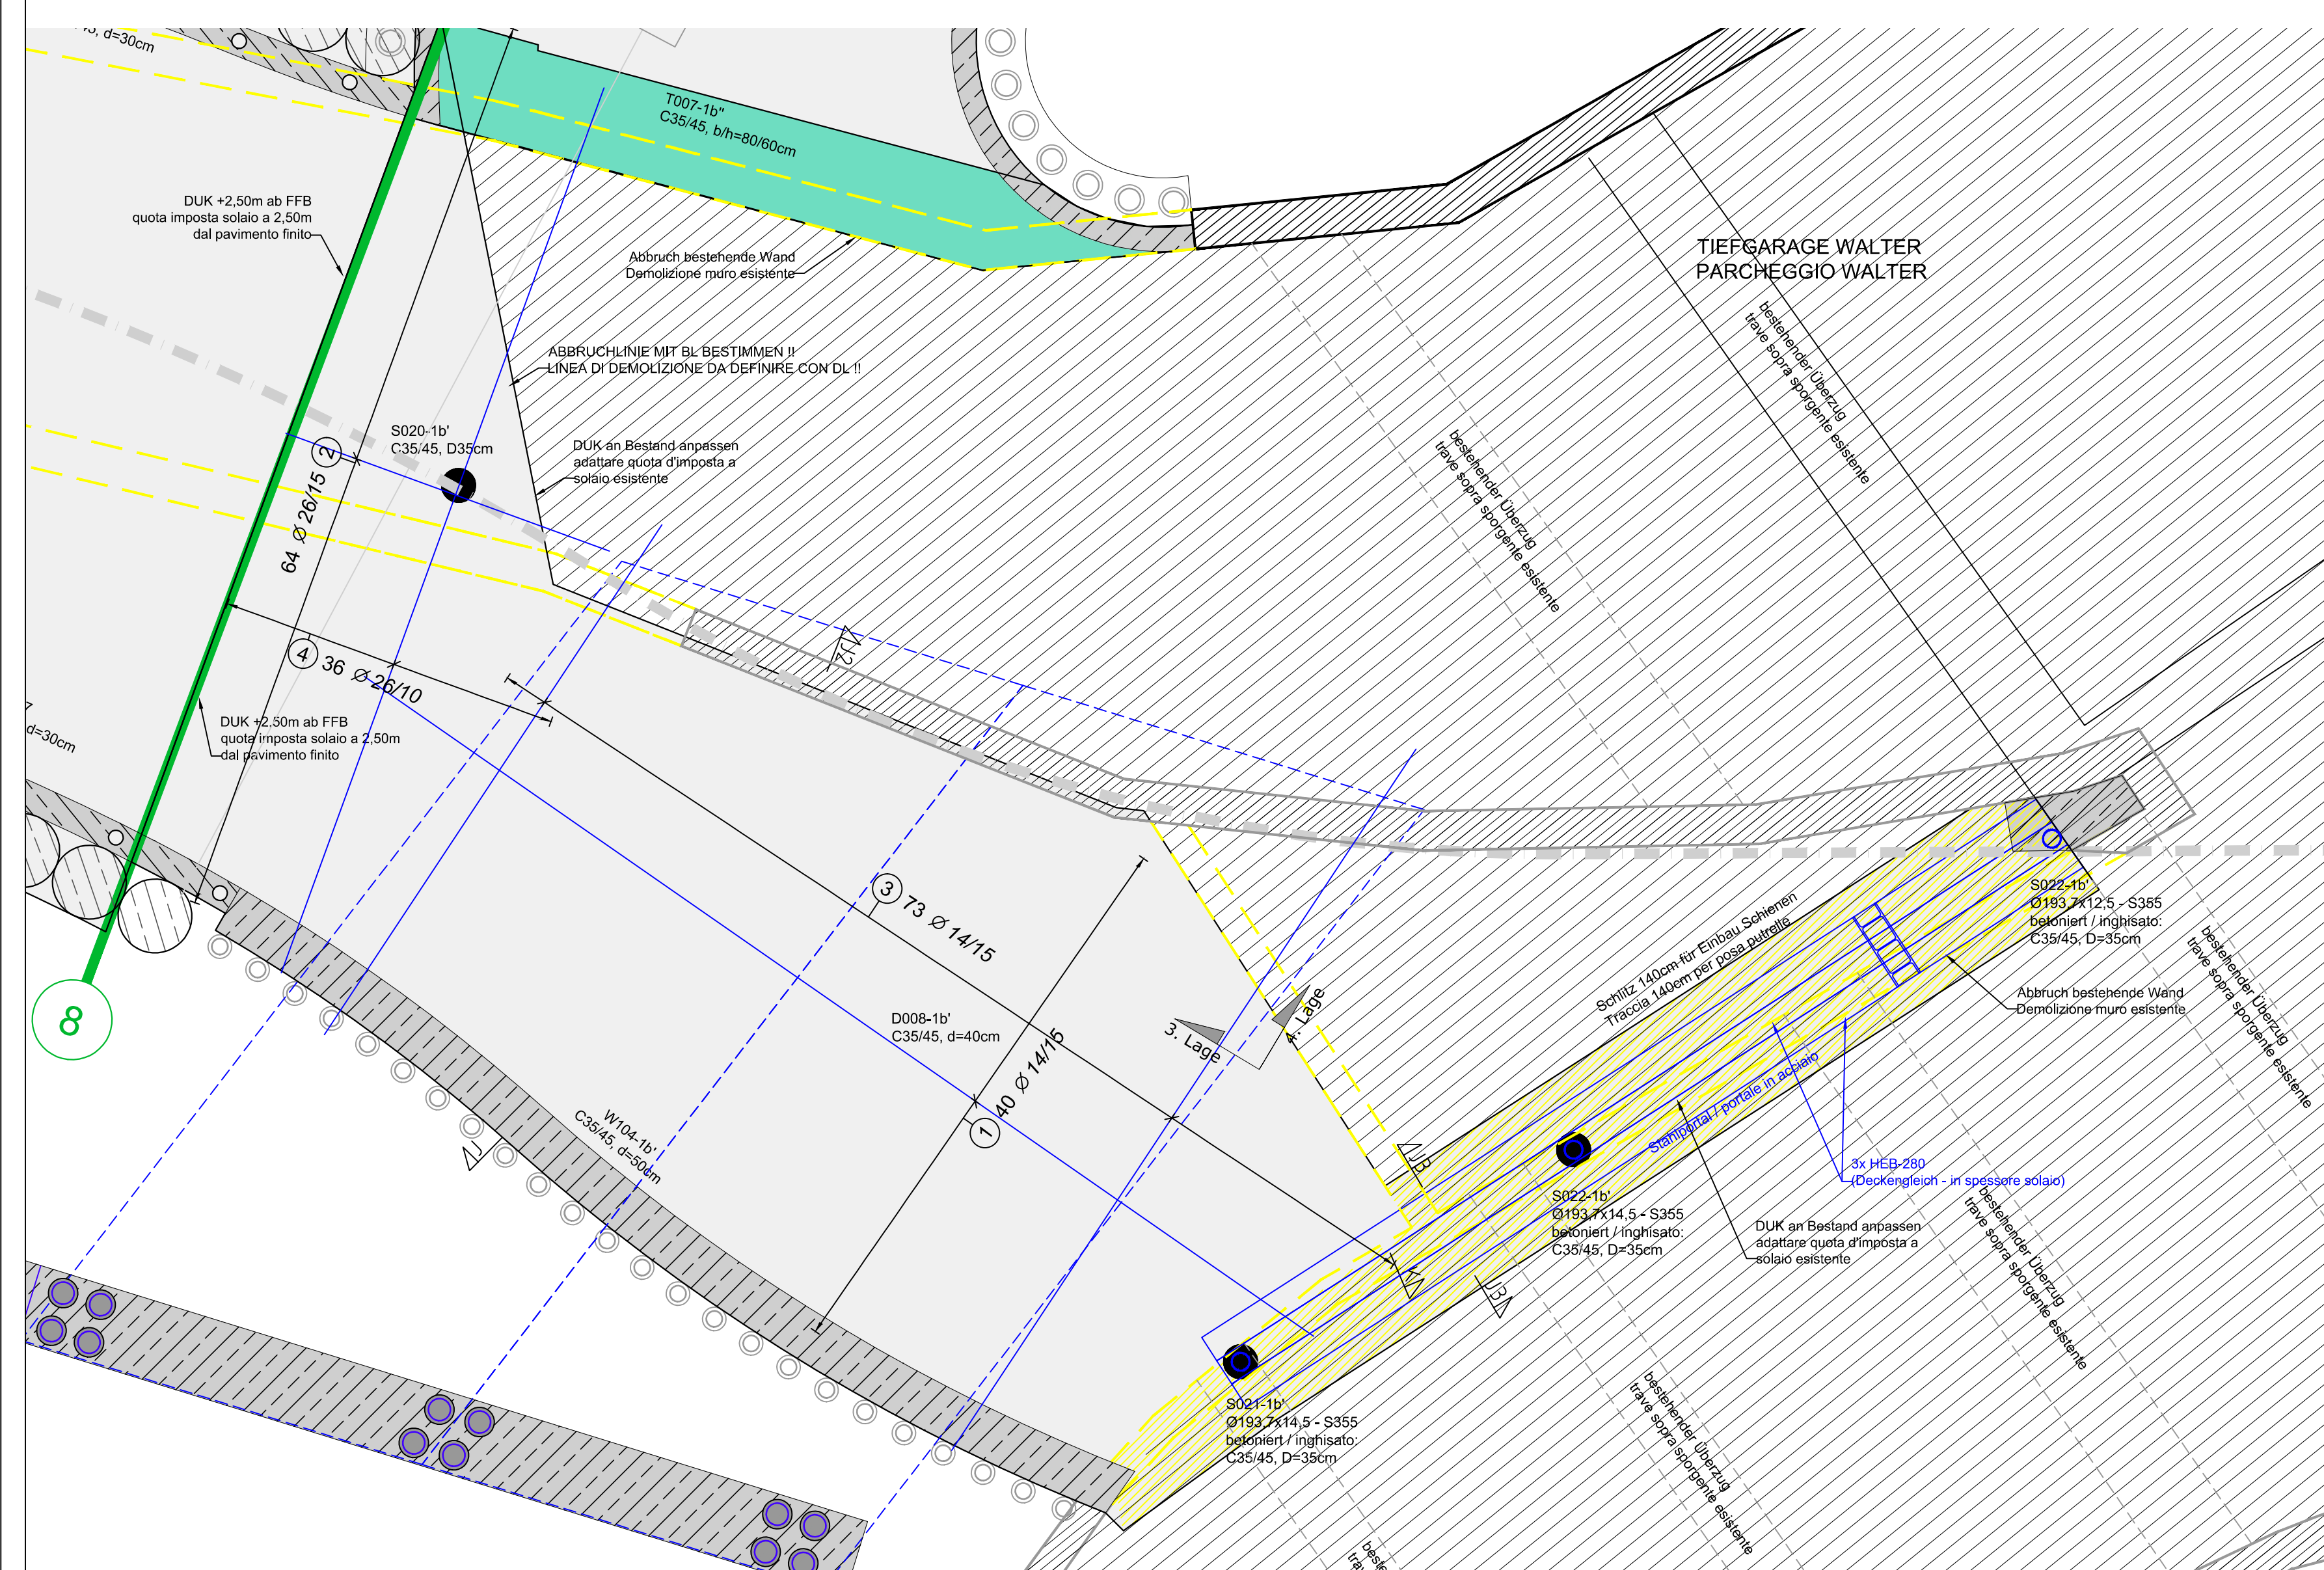 d=30cm
T007-1b"
C35/45, b/h=80/60cm
DUK +2,50m ab FFB
quota imposta solaio a 2,50m
dal pavimento finito
Abbruch bestehende Wand
Demolizione muro esistente
TIEFGARAGE WALTER
PARCHEGGIO WALTER
bestehender Überzug
trave sopra sporgente esistente
ABBRUCHLINIE MIT BL BESTIMMEN !!
LINEA DI DEMOLIZIONE DA DEFINIRE CON DL !!
S020-1b'
C35/45, D35cm
DUK an Bestand anpassen
adattare quota d'imposta a
solaio esistente
bestehender Überzug
trave sopra sporgente esistente
64 Ø 26/15 2
4 36 Ø 26/10
J2
DUK +2.50m ab FFB
quota imposta solaio a 2,50m
dal pavimento finito
d=30cm
3 73 Ø 14/15
8
D008-1b'
C35/45, d=40cm
1 40 Ø 14/15
3. Lage
4. Lage
Schlitz 140cm für Einbau Schienen
Traccia 140cm per posa putrelle
S022-1b'
Ø193,7x12,5 - S355
betoniert / inghisato:
C35/45, D=35cm
Abbruch bestehende Wand
Demolizione muro esistente
bestehender Überzug
trave sopra sporgente esistente
W104-1b'
C35/45, d=50cm
J
JB
Stahlportal / portale in acciaio
3x HEB-280
(Deckengleich - in spessore solaio)
S022-1b'
Ø193,7x14,5 - S355
betoniert / inghisato:
C35/45, D=35cm
DUK an Bestand anpassen
adattare quota d'imposta a
solaio esistente
bestehender Überzug
trave sopra sporgente esistente
K
JB
S021-1b'
Ø193,7x14,5 - S355
betoniert / inghisato:
C35/45, D=35cm
bestehender Überzug
trave sopra sporgente esistente